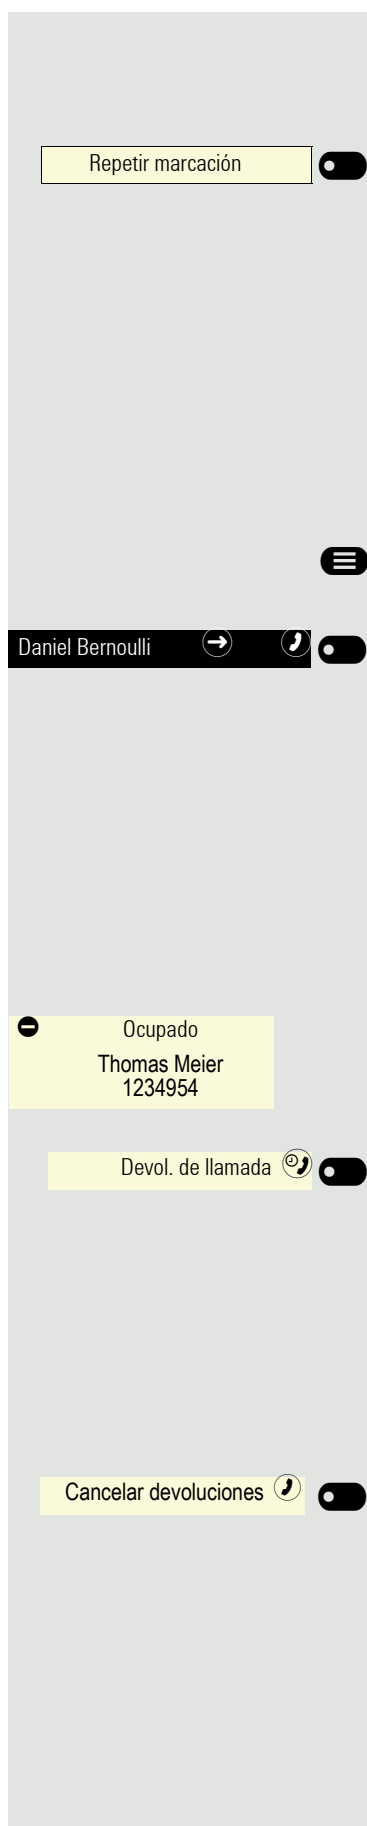 Repetir marcación
Daniel Bernoulli
Ocupado
Thomas Meier
1234954
Devol. de llamada
Cancelar devoluciones